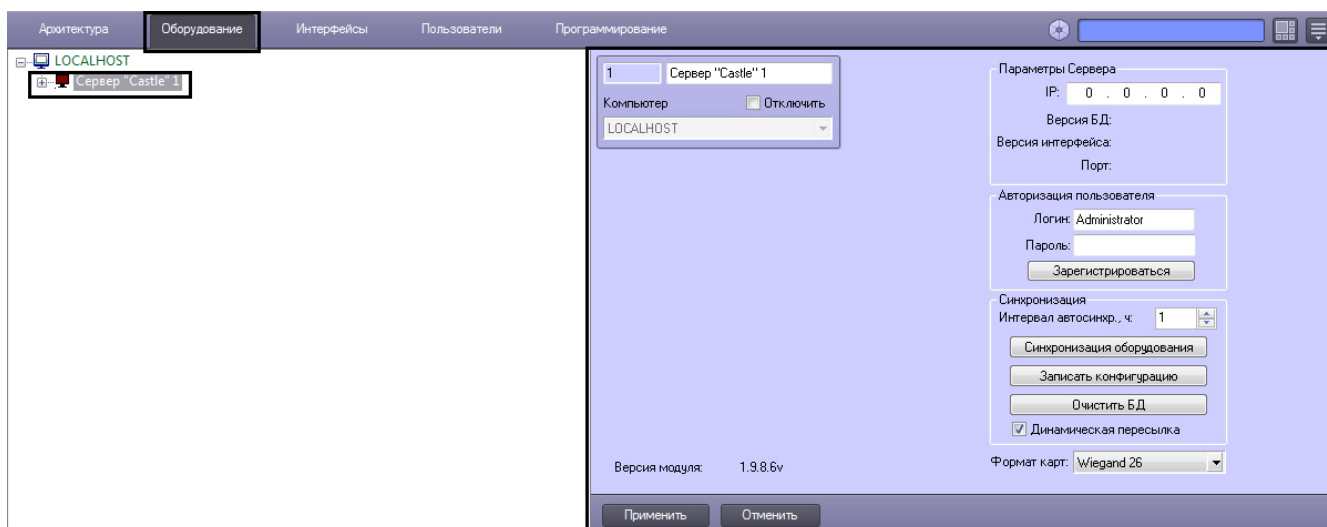 Архитектура Оборудование Интерфейсы Пользователи Программирование
LOCALHOST
Сервер "Castle" 1
1 Сервер "Castle" 1
Компьютер Отключить
LOCALHOST
Версия модуля: 1.9.8.6v
Параметры Сервера
IP: 0 . 0 . 0 . 0
Версия БД:
Версия интерфейса:
Порт:
Авторизация пользователя
Логин: Administrator
Пароль:
Зарегистрироваться
Синхронизация
Интервал автосинхр., ч: 1
Синхронизация оборудования
Записать конфигурацию
Очистить БД
Динамическая пересылка
Формат карт: Wiegand 26
Применить Отменить